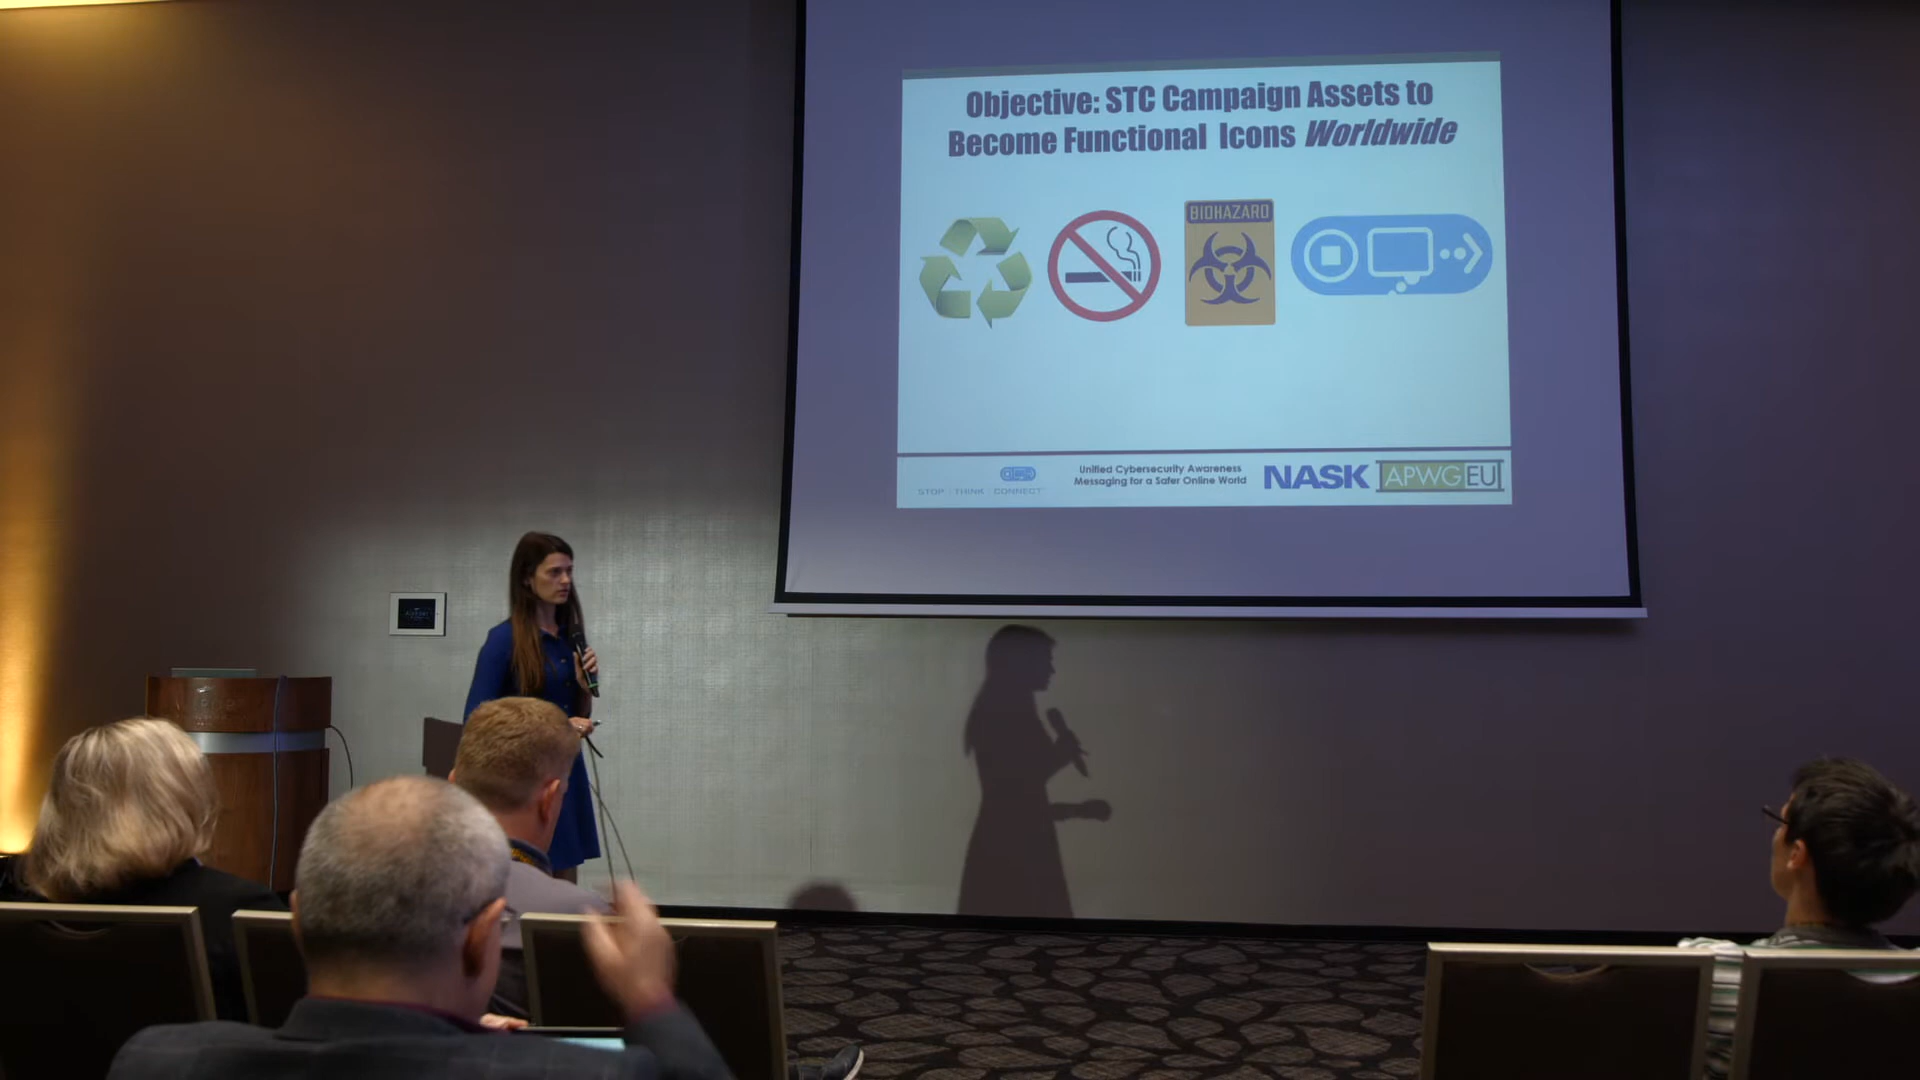 Objective: STC Campaign Assets to
Become Functional Icons Worldwide
BIOHAZARD
STOP THINK CONNECT
Unified Cybersecurity Awareness
Messaging for a Safer Online World
NASK
APWG EU